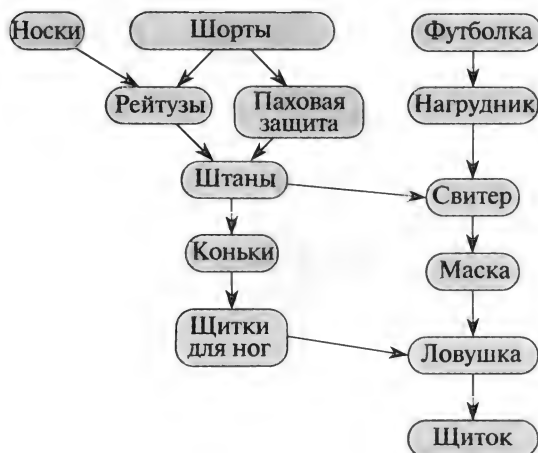 Носки
Шорты
Футболка
Рейтузы
Паховая
защита
Нагрудник
Штаны
Свитер
Коньки
Маска
Щитки
для ног
Ловушка
Щиток